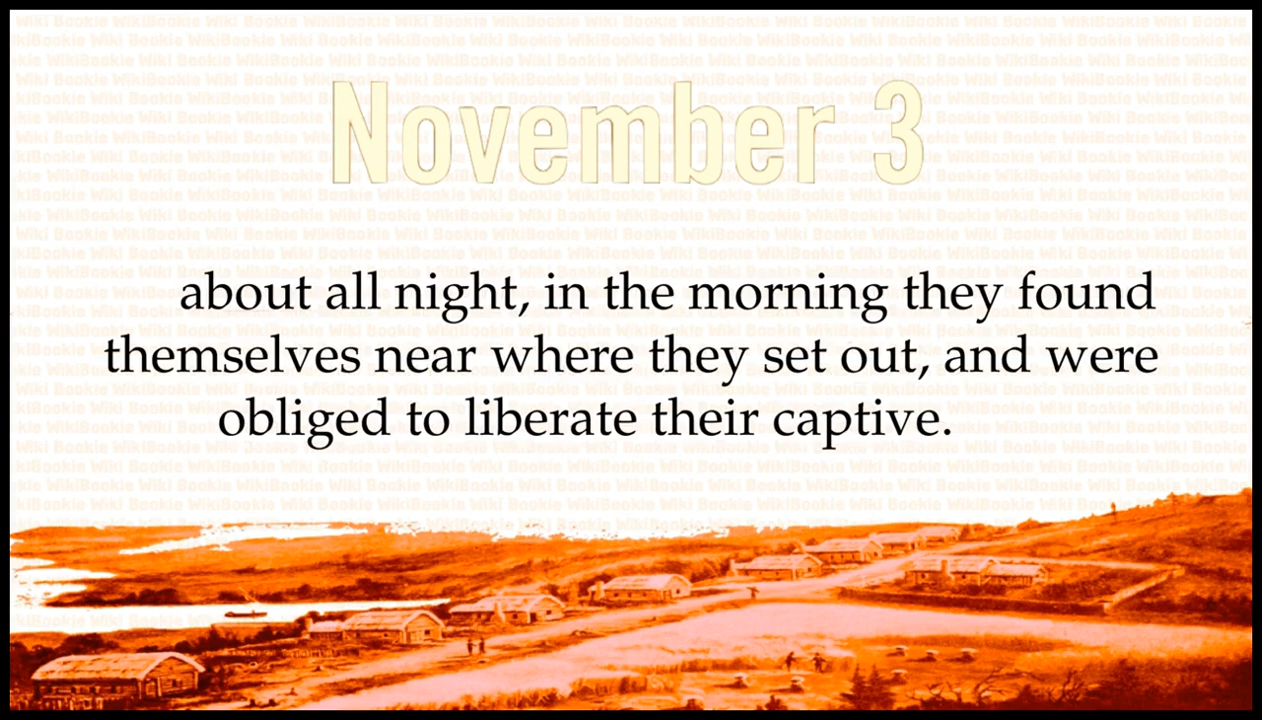 November 3
about all night, in the morning they found
themselves near where they set out, and were
obliged to liberate their captive.